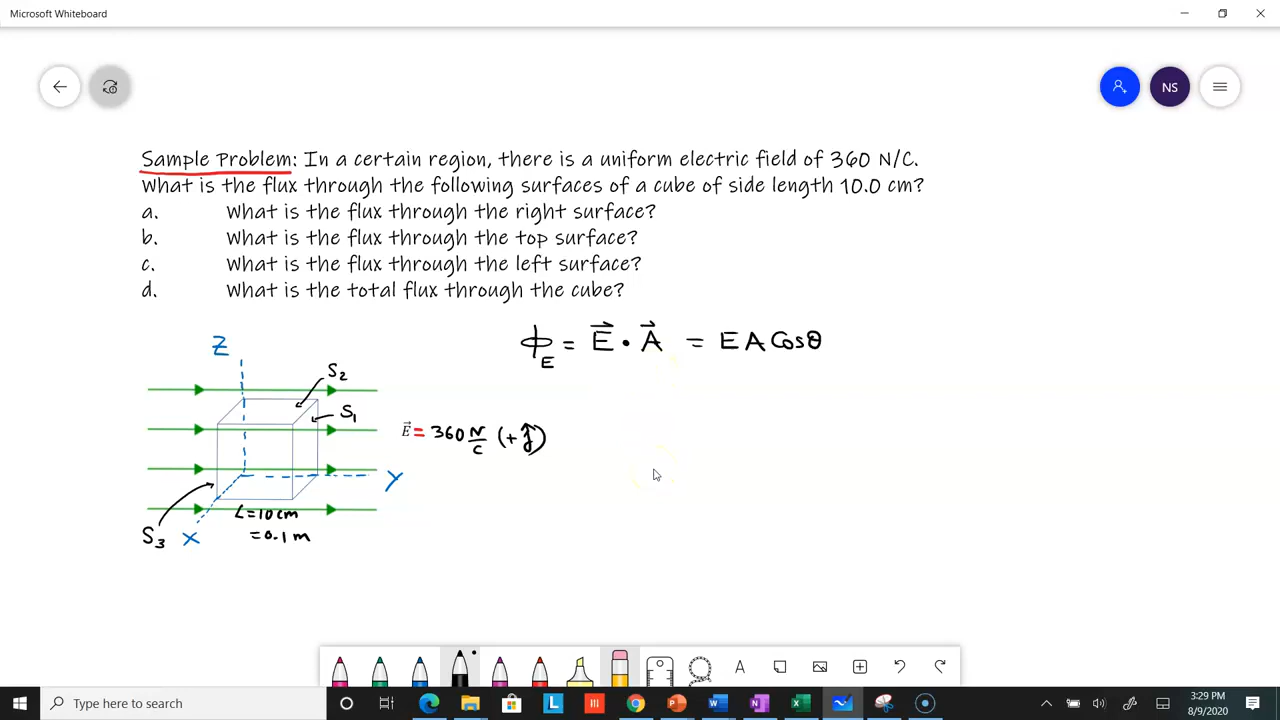 Microsoft Whiteboard
NS
Sample Problem: In a certain region, there is a uniform electric field of 360 N/C.
What is the flux through the following surfaces of a cube of side length 10.0 cm?
a. What is the flux through the right surface?
b. What is the flux through the top surface?
c. What is the flux through the left surface?
d. What is the total flux through the cube?
ϕ_E = E⃗ • A⃗ = E A Cosθ
Z
S₂
S₁
E⃗ = 360 N/C (+ĵ)
Y
L=10cm
=0.1m
S₃
X
A
Type here to search
3:29 PM
8/9/2020